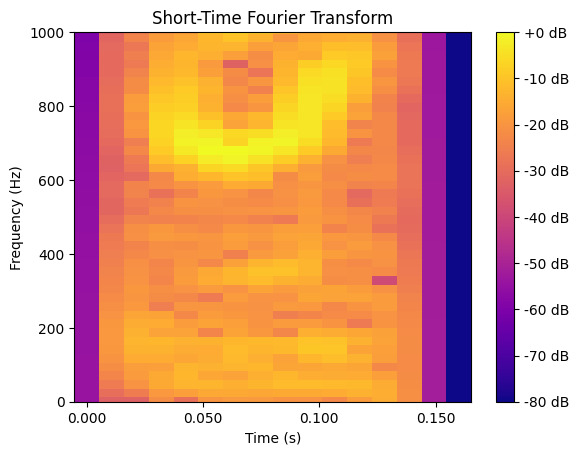 Short-Time Fourier Transform
1000
800
600
400
200
0
Frequency (Hz)
0.000
0.050
0.100
0.150
Time (s)
+0 dB
-10 dB
-20 dB
-30 dB
-40 dB
-50 dB
-60 dB
-70 dB
-80 dB